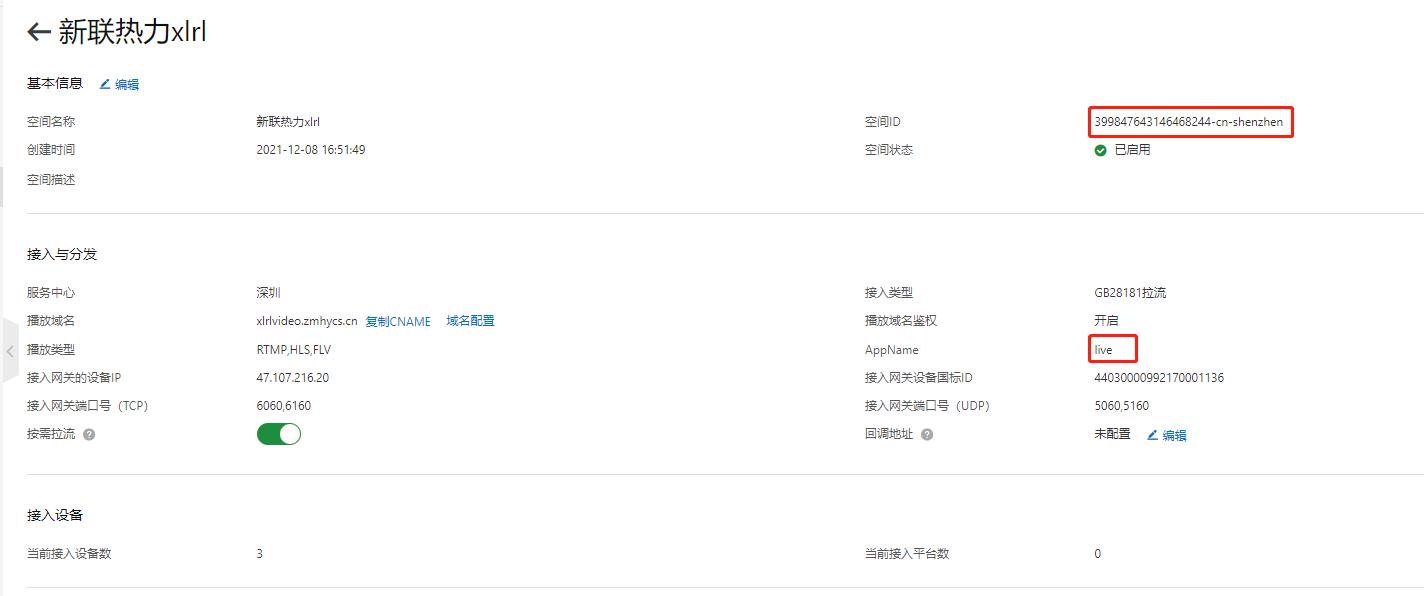 新联热力xlrl
基本信息 编辑
空间名称 新联热力xlrl 空间ID 399847643146468244-cn-shenzhen
创建时间 2021-12-08 16:51:49 空间状态 已启用
空间描述
接入与分发
服务中心 深圳 接入类型 GB28181拉流
播放域名 xlrlvideo.zmhycs.cn 复制CNAME 域名配置 播放域名鉴权 开启
播放类型 RTMP,HLS,FLV AppName live
接入网关的设备IP 47.107.216.20 接入网关设备国标ID 44030000992170001136
接入网关端口号（TCP） 6060,6160 接入网关端口号（UDP） 5060,5160
按需拉流 ? 回调地址 ? 未配置 编辑
接入设备
当前接入设备数 3 当前接入平台数 0